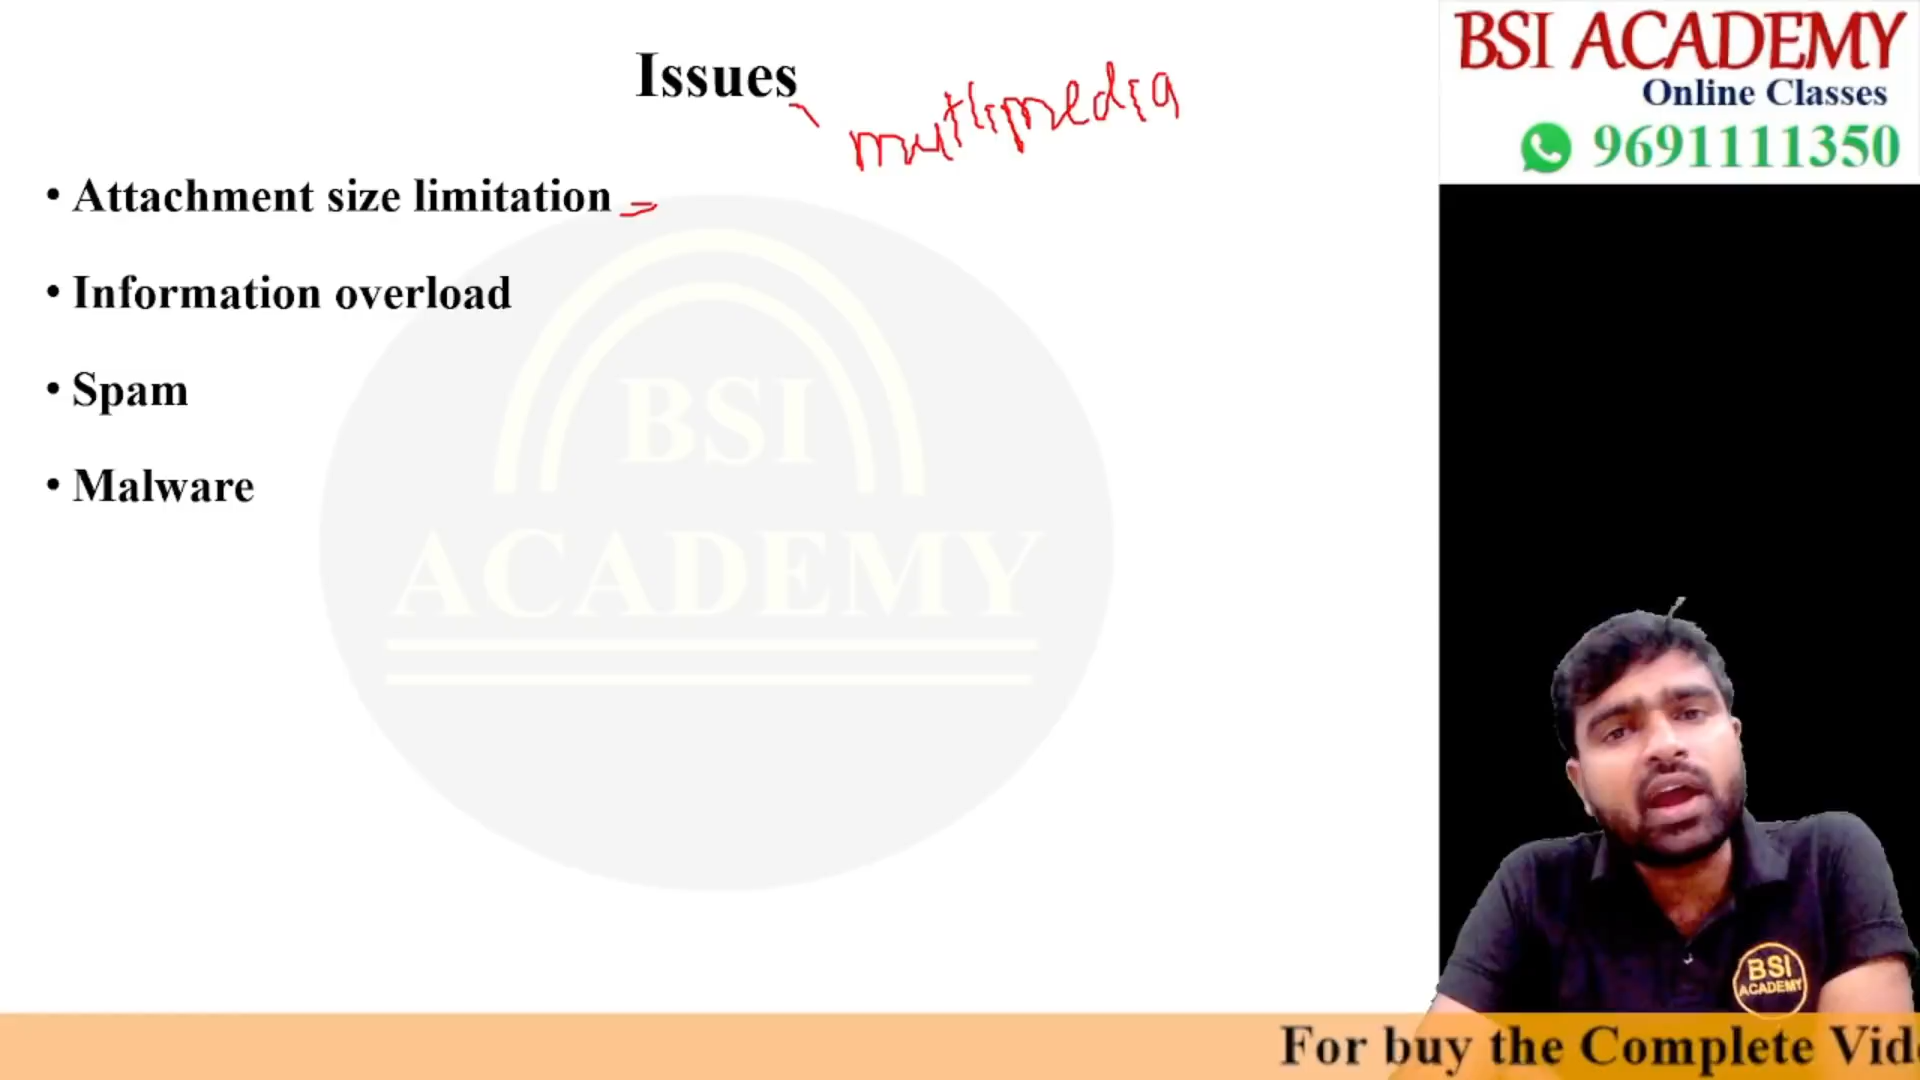 Issues
multimedia
• Attachment size limitation
• Information overload
• Spam
• Malware
BSI
ACADEMY
BSI ACADEMY
Online Classes
9691111350
BSI
ACADEMY
For buy the Complete Vid